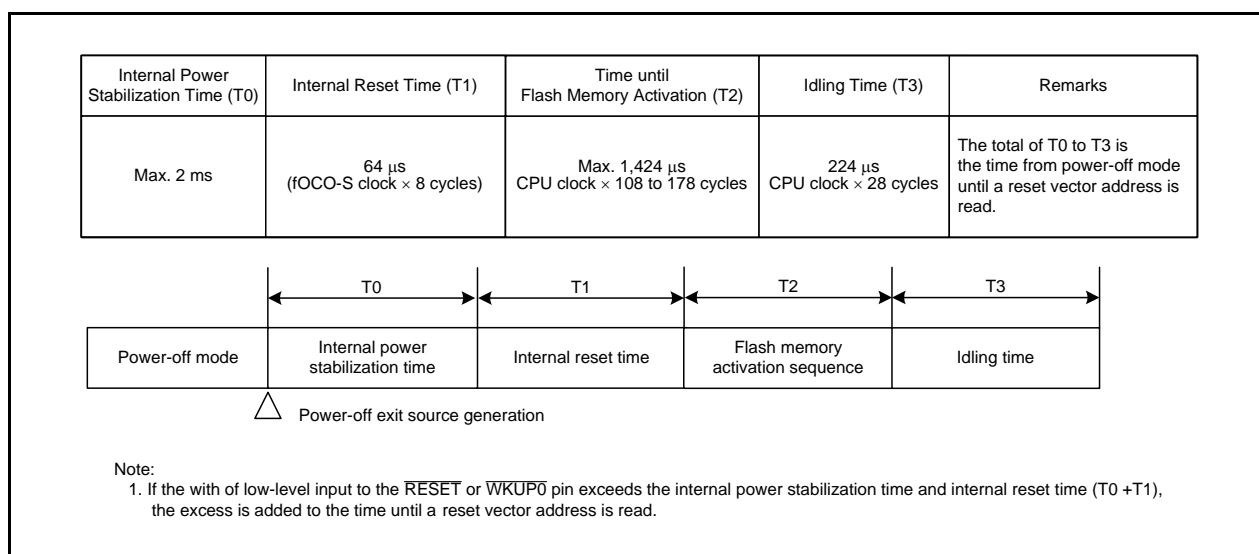 Internal Power
Stabilization Time (T0)
Internal Reset Time (T1)
Time until
Flash Memory Activation (T2)
Idling Time (T3)
Remarks
Max. 2 ms
64 μs
(fOCO-S clock × 8 cycles)
Max. 1,424 μs
CPU clock × 108 to 178 cycles
224 μs
CPU clock × 28 cycles
The total of T0 to T3 is
the time from power-off mode
until a reset vector address is
read.
T0
T1
T2
T3
Power-off mode
Internal power
stabilization time
Internal reset time
Flash memory
activation sequence
Idling time
Power-off exit source generation
Note:
1. If the with of low-level input to the RESET or WKUP0 pin exceeds the internal power stabilization time and internal reset time (T0 +T1),
the excess is added to the time until a reset vector address is read.